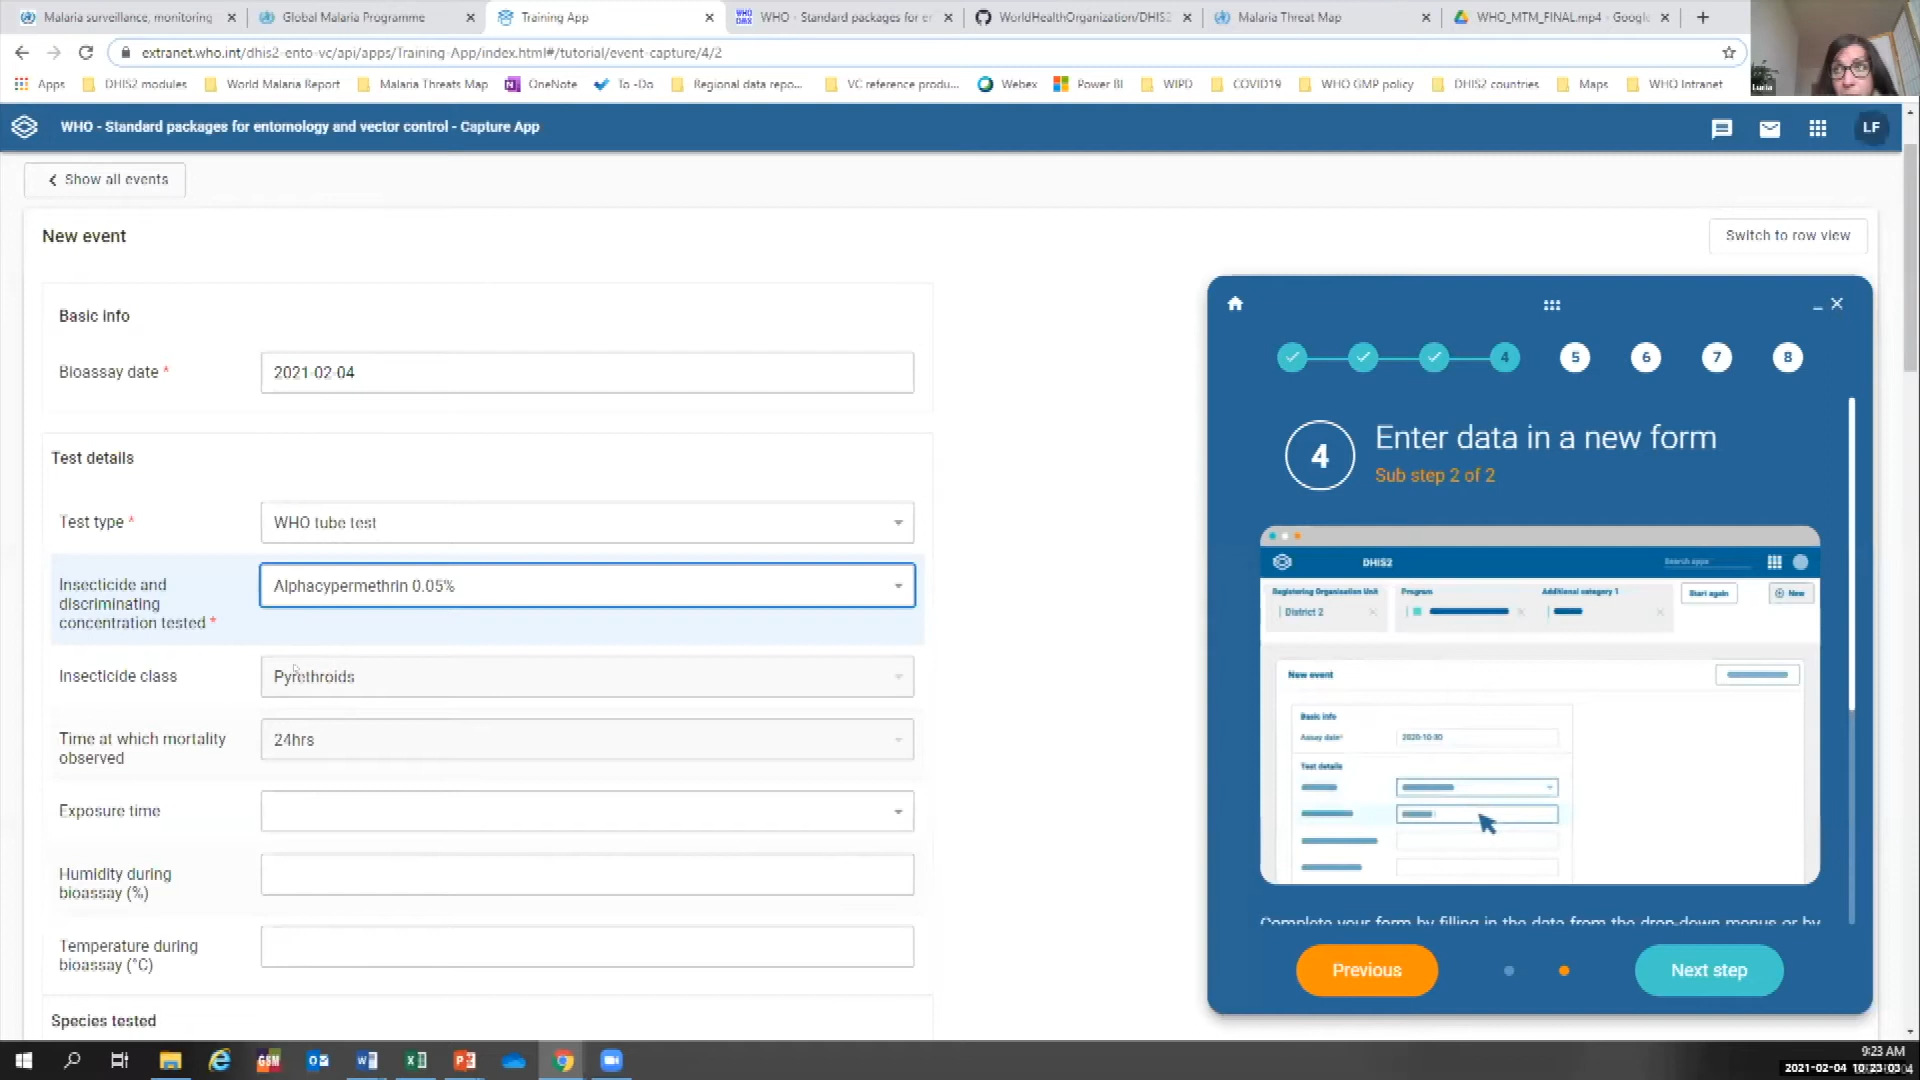 Malaria surveillance, monitoring
Global Malaria Programme
Training App
WHO - Standard packages for e
WorldHealthOrganization/DHIS2
Malaria Threat Map
WHO_MTM_FINAL.mp4 - Google
extranet.who.int/dhis2-ento-vc/api/apps/Training-App/index.html#/tutorial/event-capture/4/2
Apps
DHIS2 modules
World Malaria Report
Malaria Threats Map
OneNote
To -Do
Regional data repo...
VC reference produ...
Webex
Power BI
WIPD
COVID19
WHO GMP policy
DHIS2 countries
Maps
WHO Intranet
Lucia
WHO - Standard packages for entomology and vector control - Capture App
LF
Show all events
New event
Switch to row view
Basic info
Bioassay date *
2021-02-04
Test details
Test type *
WHO tube test
Insecticide and
discriminating
concentration tested *
Alphacypermethrin 0.05%
Insecticide class
Pyrethroids
Time at which mortality
observed
24hrs
Exposure time
Humidity during
bioassay (%)
Temperature during
bioassay (°C)
Species tested
4
5
6
7
8
4
Enter data in a new form
Sub step 2 of 2
DHIS2
Search apps
Registering Organisation Unit
Program
Additional category 1
Start again
New
District 2
New event
Basic info
Assay date*
2020-10-30
Test details
Complete your form by filling in the data from the drop-down menus or by
Previous
Next step
GSM
9:23 AM
2021-02-04 10:23:03